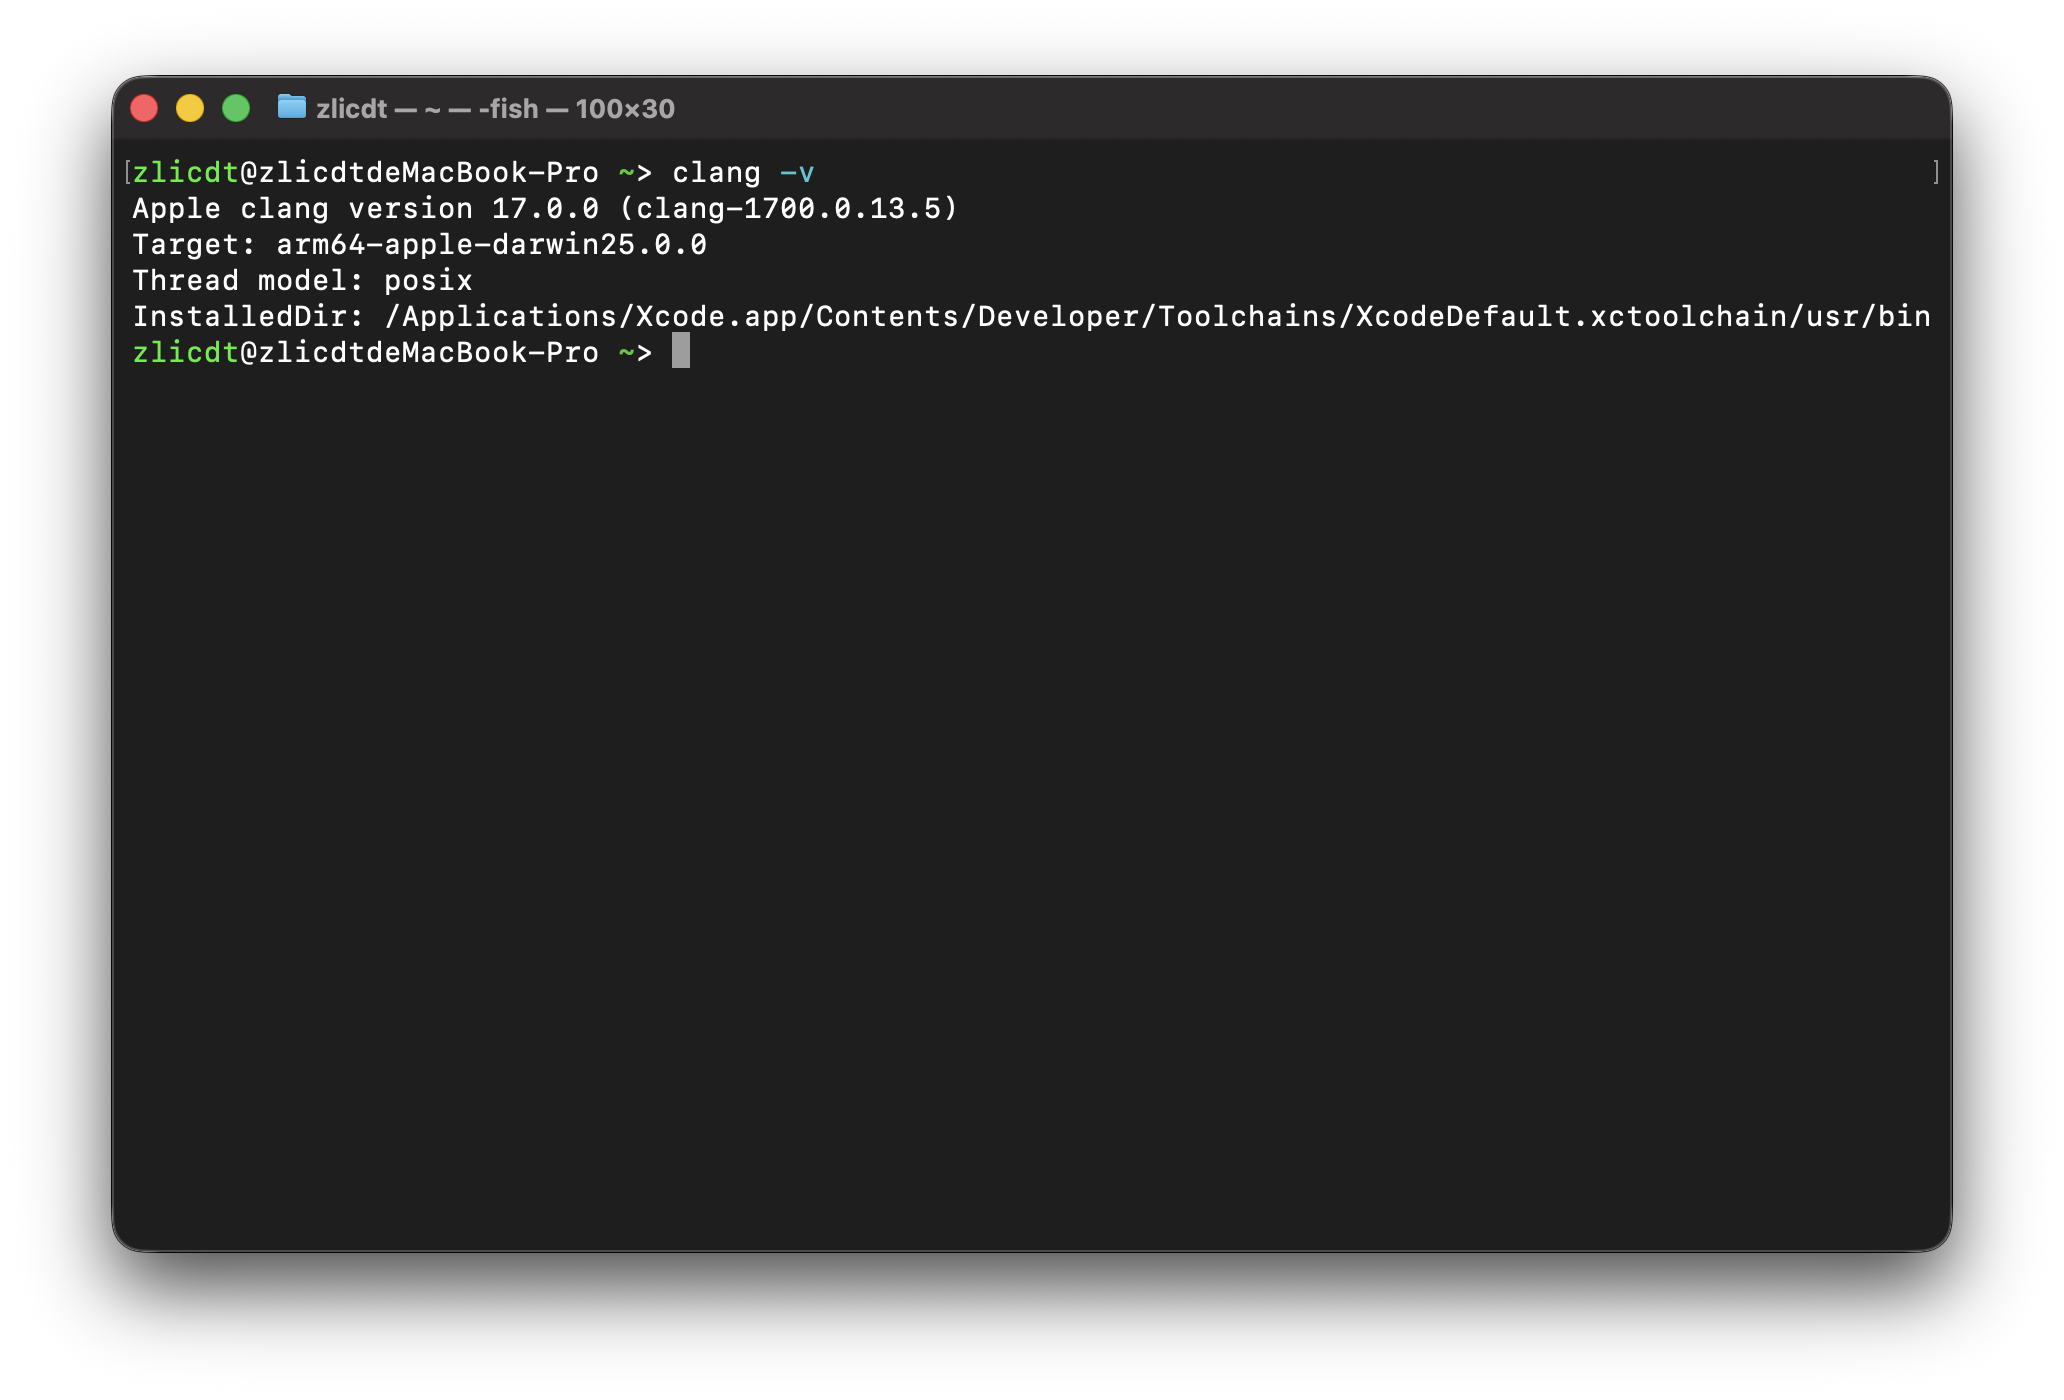 zlicdt — ~ — -fish — 100×30
[zlicdt@zlicdtdeMacBook-Pro ~> clang -v ]
Apple clang version 17.0.0 (clang-1700.0.13.5)
Target: arm64-apple-darwin25.0.0
Thread model: posix
InstalledDir: /Applications/Xcode.app/Contents/Developer/Toolchains/XcodeDefault.xctoolchain/usr/bin
zlicdt@zlicdtdeMacBook-Pro ~>